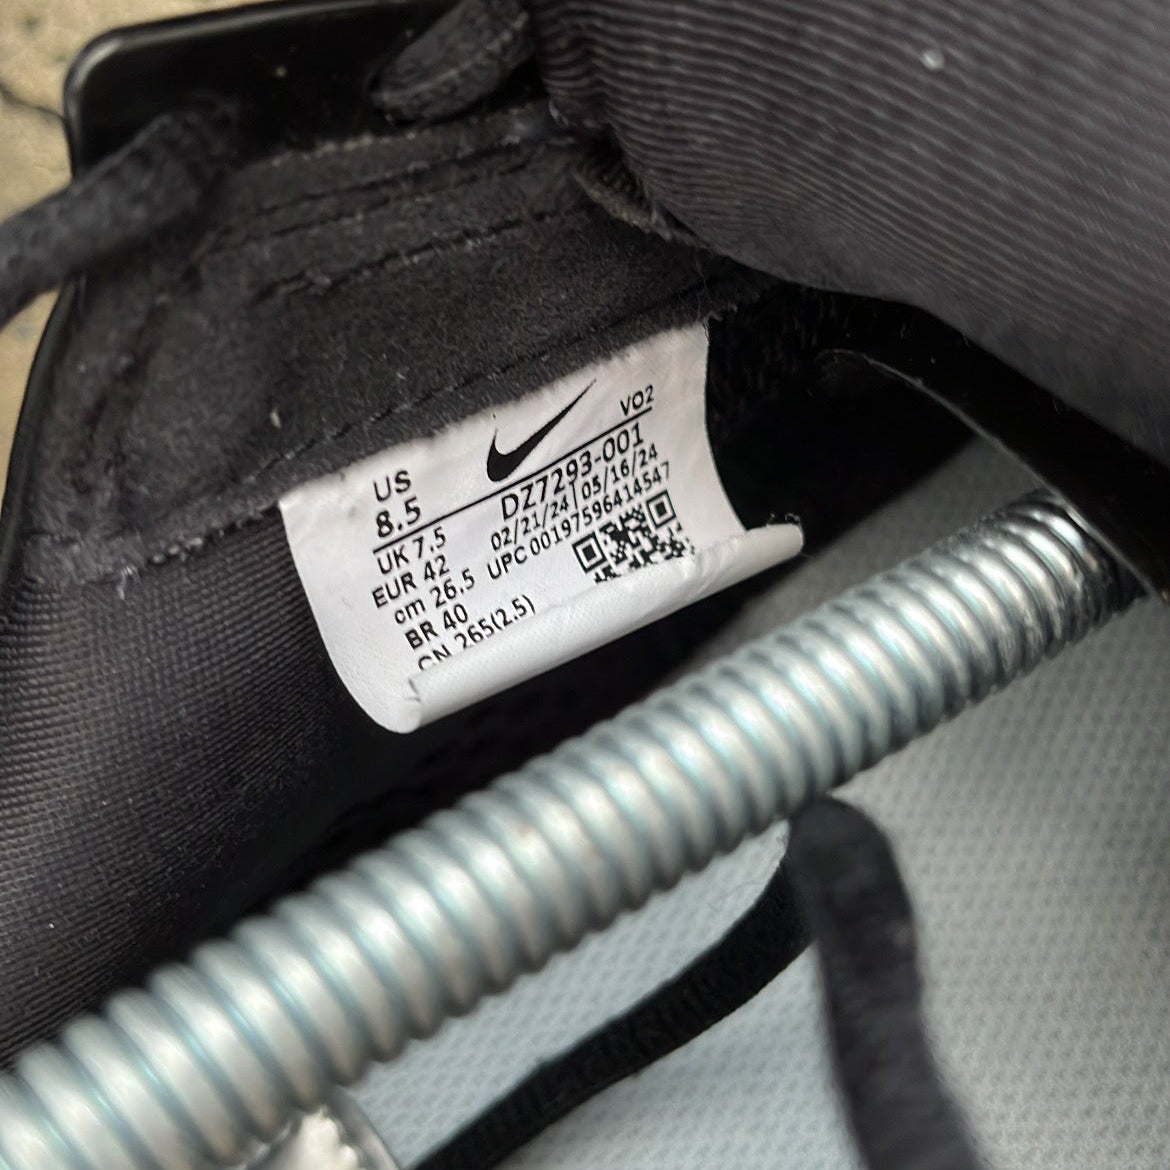 US
8.5
UK 7.5
EUR 42
cm 26.5
BR 40
CN 265(2.5)
VO2
DZ7293-001
02/21/24 | 05/16/24
UPC 00197596414547